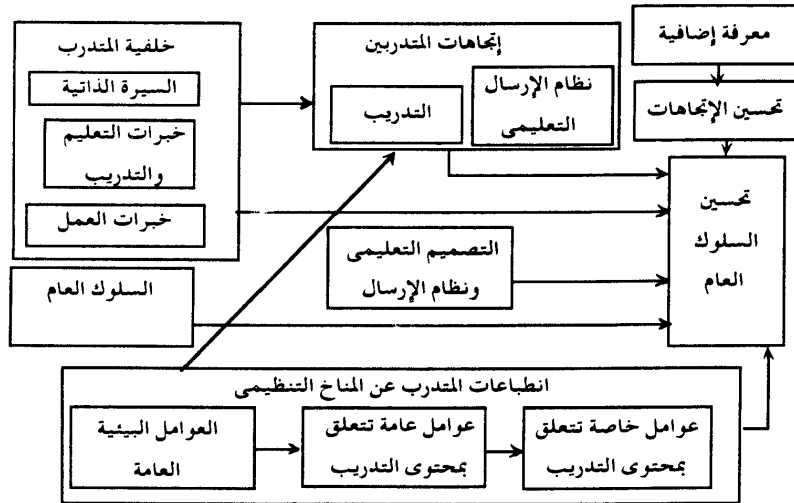 خلفية المتدرب
السيرة الذاتية
خبرات التعليم
والتدريب
خبرات العمل
إتجاهات المتدربين
نظام الإرسال
التعليمى
التدريب
معرفة إضافية
تحسين الإتجاهات
تحسين
السلوك
العام
التصميم التعليمى
ونظام الإرسال
السلوك العام
انطباعات المتدرب عن المناخ التنظيمى
العوامل البيئية
العامة
عوامل عامة تتعلق
بمحتوى التدريب
عوامل خاصة تتعلق
بمحتوى التدريب